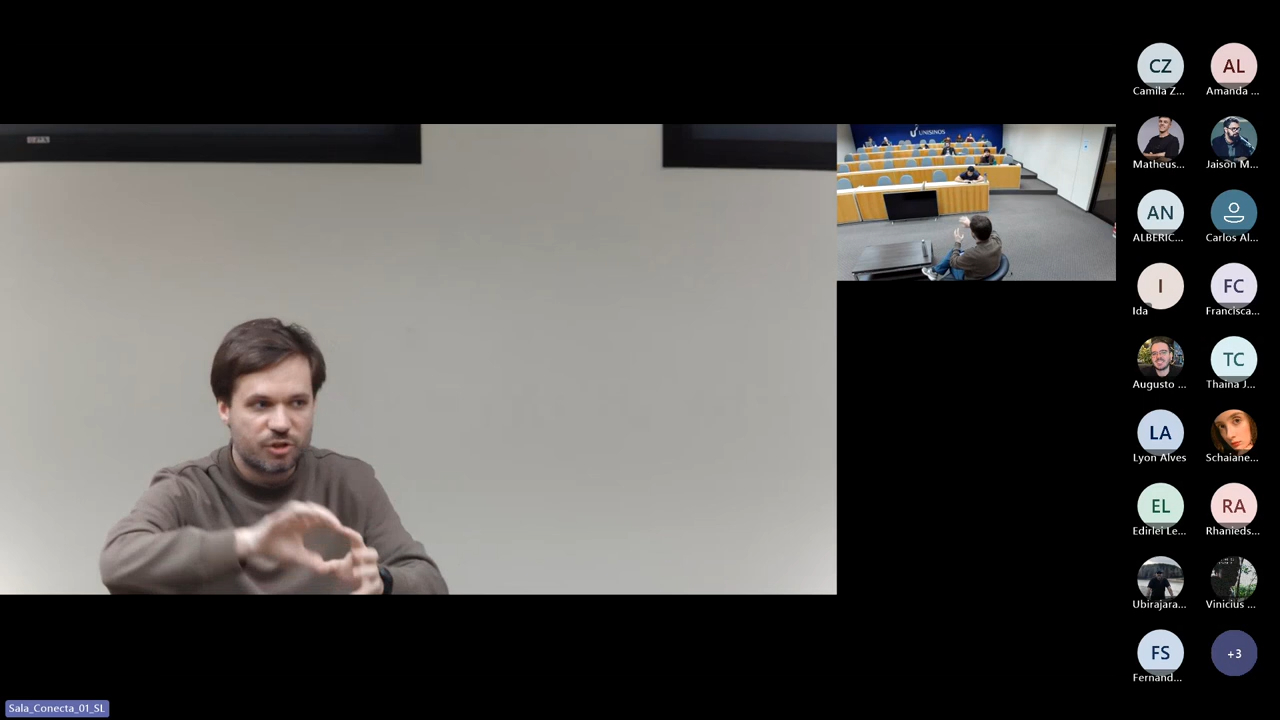 UNISINOS
CZ
AL
Camila Z...
Amanda ...
Matheus...
Jaison M...
AN
ALBERIC...
Carlos Al...
I
FC
Ida
Francisca...
TC
Augusto ...
Thaina J...
LA
Lyon Alves
Schaiane...
EL
RA
Edirlei Le...
Rhanieds...
Ubirajara...
Vinicius ...
FS
+3
Fernand...
Sala_Conecta_01_SL